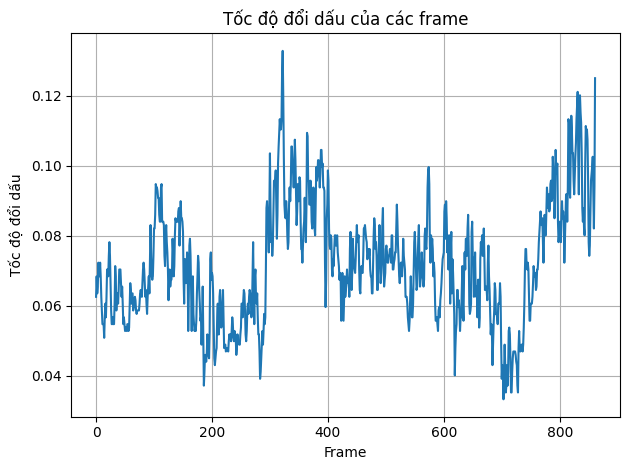 Tốc độ đổi dấu của các frame
Tốc độ đổi dấu
0.12
0.10
0.08
0.06
0.04
0 200 400 600 800
Frame